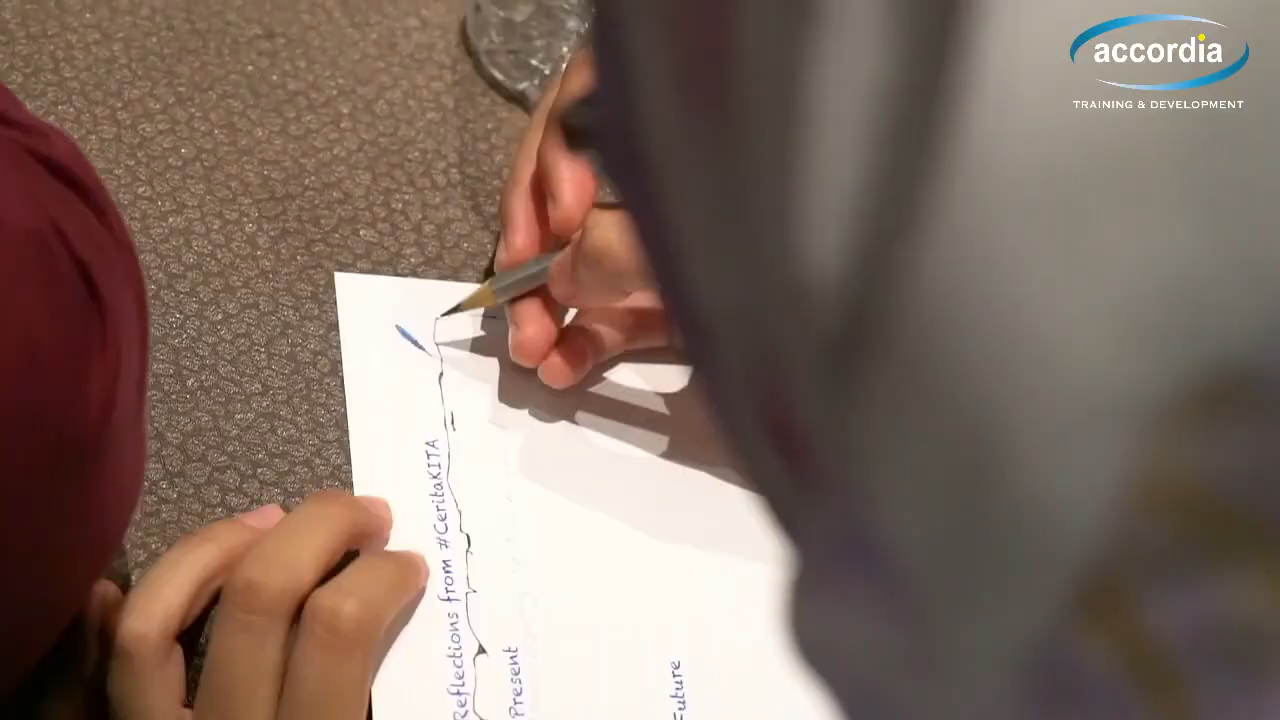 accordia
TRAINING & DEVELOPMENT
Reflections from #CeritaKITA
Present
Future